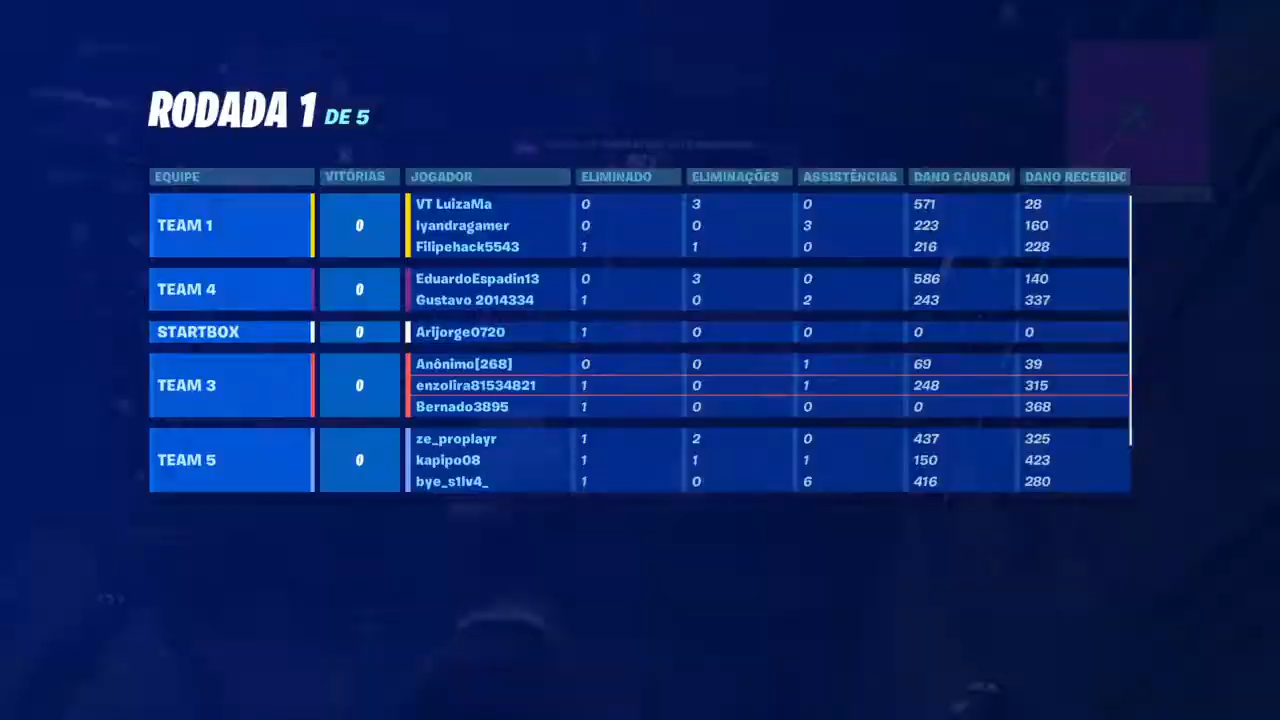 RODADA 1 DE 5
EQUIPE VITÓRIAS JOGADOR ELIMINADO ELIMINAÇÕES ASSISTÊNCIAS DANO CAUSADO DANO RECEBIDO
TEAM 1 0
VT LuizaMa 0 3 0 571 28
lyandragamer 0 0 3 223 160
Filipehack5543 1 1 0 216 228
TEAM 4 0
EduardoEspadin13 0 3 0 586 140
Gustavo 2014334 1 0 2 243 337
STARTBOX 0 Arijorge0720 1 0 0 0 0
TEAM 3 0
Anônimo[268] 0 0 1 69 39
enzolira81534821 1 0 1 248 315
Bernado3895 1 0 0 0 368
TEAM 5 0
ze_proplayr 1 2 0 437 325
kapipo08 1 1 1 150 423
bye_s1lv4_ 1 0 6 416 280